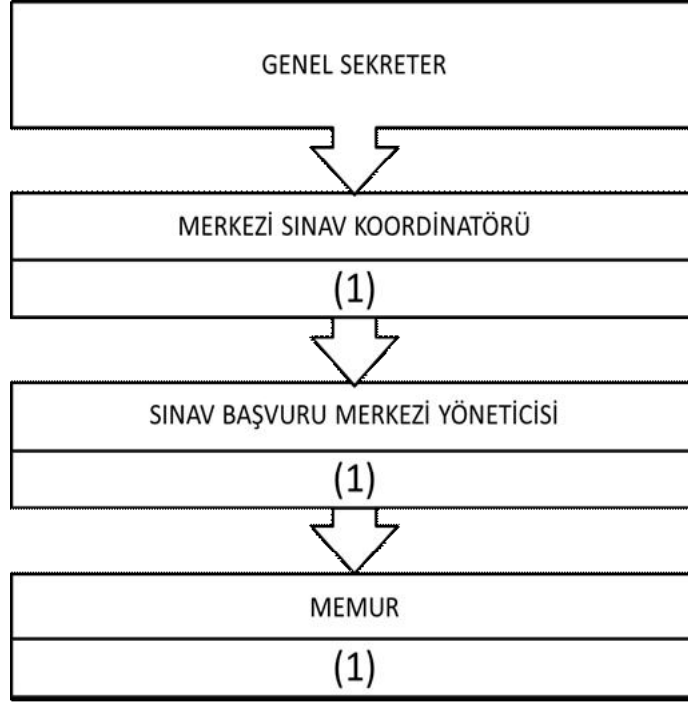 GENEL SEKRETER
MERKEZİ SINAV KOORDİNATÖRÜ
(1)
SINAV BAŞVURU MERKEZİ YÖNETİCİSİ
(1)
MEMUR
(1)